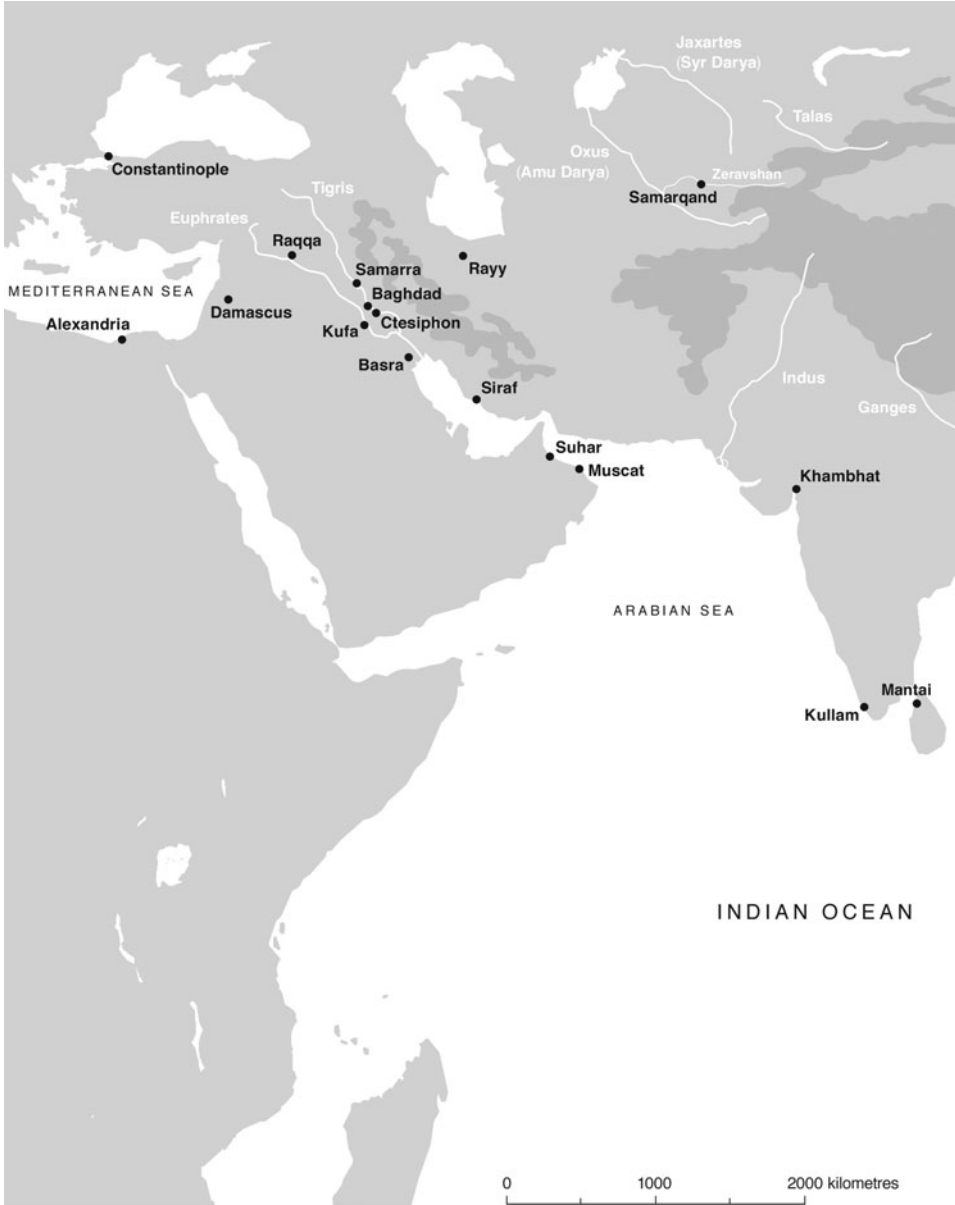 Jaxartes
(Syr Darya)
Talas
Constantinople
Oxus
(Amu Darya)
Zeravshan
Samarqand
Tigris
Euphrates
Raqqa
Rayy
Samarra
MEDITERRANEAN SEA
Baghdad
Damascus
Ctesiphon
Alexandria
Kufa
Basra
Siraf
Indus
Ganges
Suhar
Muscat
Khambhat
ARABIAN SEA
Mantai
Kullam
INDIAN OCEAN
0 1000 2000 kilometres